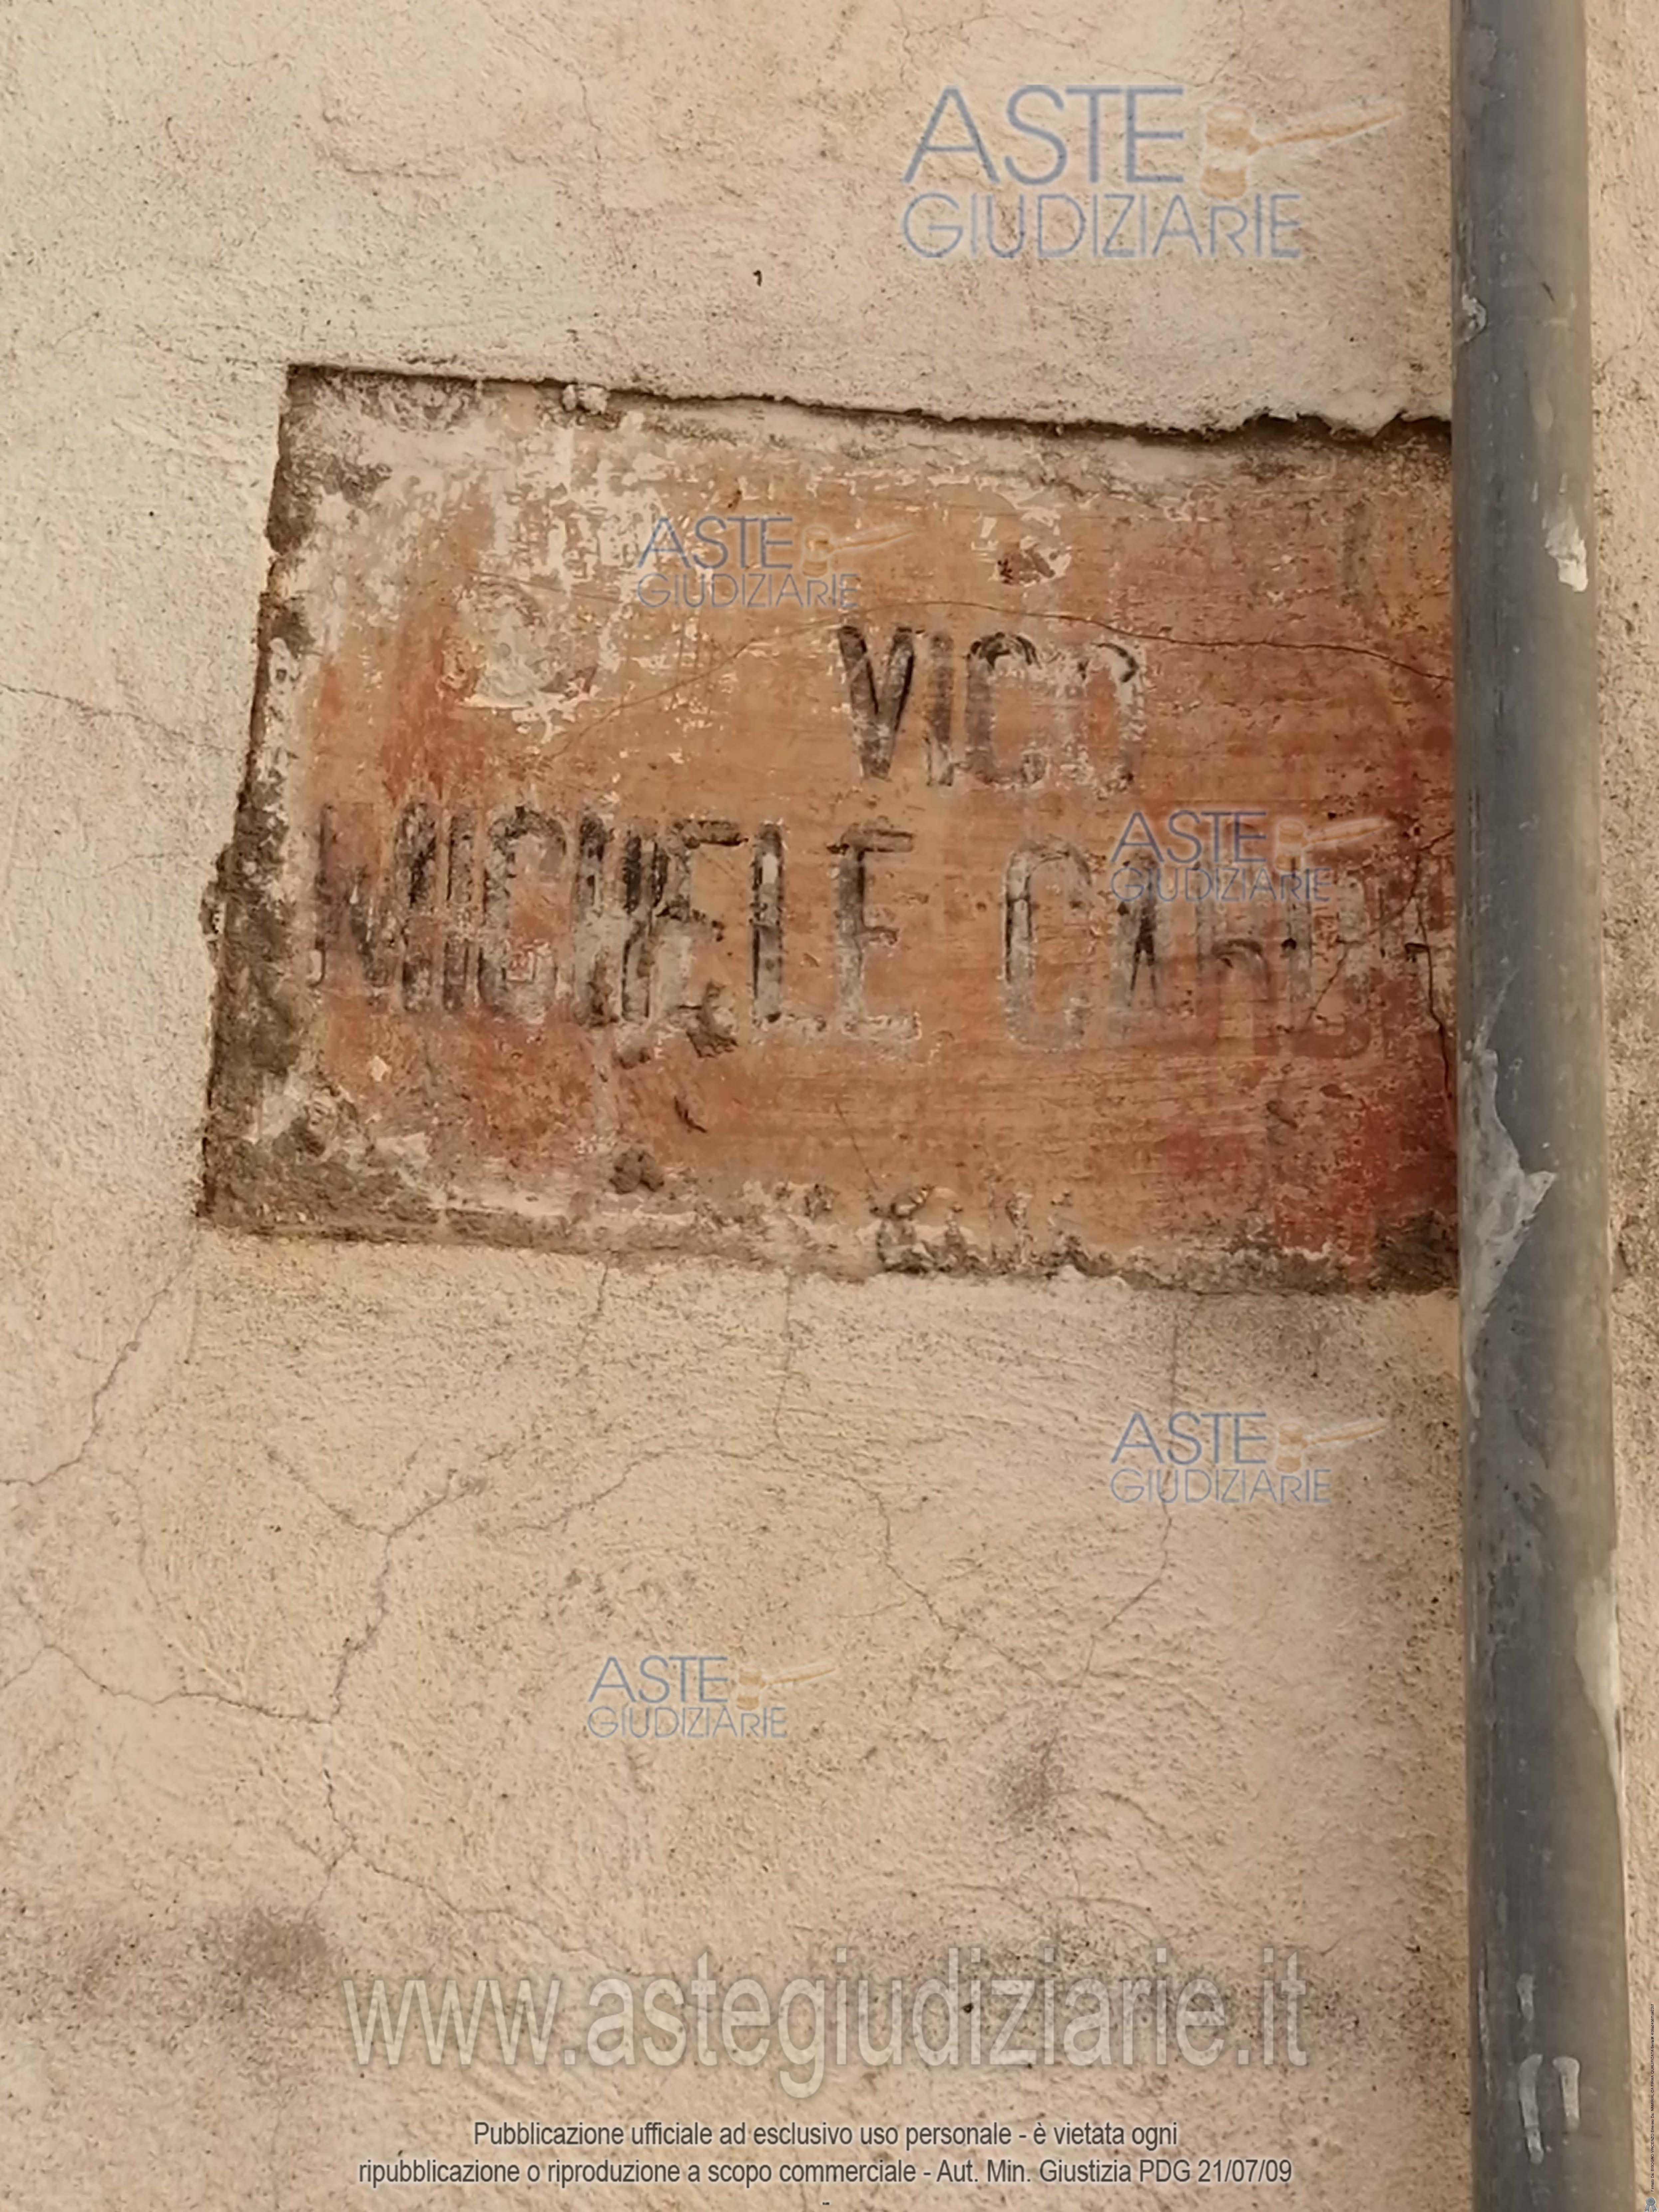 ASTE
GIUDIZIARIE
ASTE
GIUDIZIARIE
VICO
MICHELE
ASTE
GIUDIZIARIE
ASTE
GIUDIZIARIE
ASTE
GIUDIZIARIE
www.astegiudiziarie.it
Pubblicazione ufficiale ad esclusivo uso personale - è vietata ogni
ripubblicazione o riproduzione a scopo commerciale - Aut. Min. Giustizia PDG 21/07/09